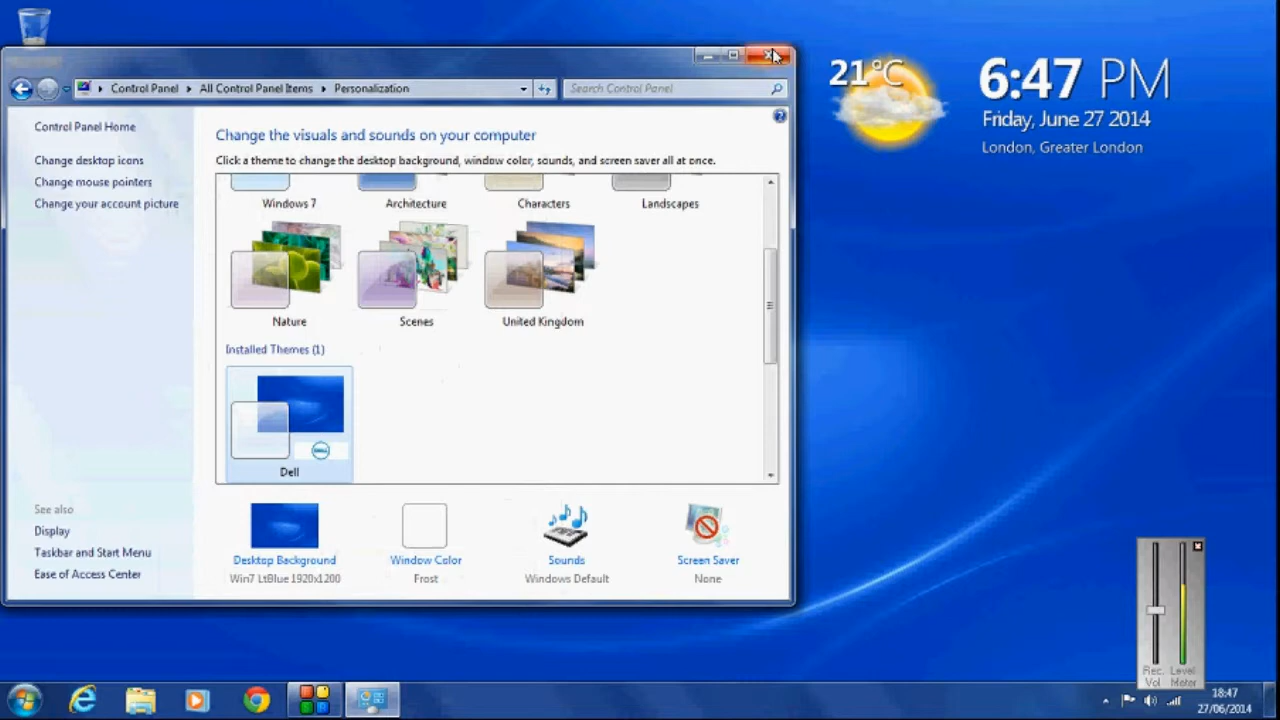 Control Panel
All Control Panel Items
Personalization
Search Control Panel
21°C
6:47 PM
Friday, June 27 2014
London, Greater London
Control Panel Home
Change desktop icons
Change mouse pointers
Change your account picture
See also
Display
Taskbar and Start Menu
Ease of Access Center
Change the visuals and sounds on your computer
Click a theme to change the desktop background, window color, sounds, and screen saver all at once.
Windows 7
Architecture
Characters
Landscapes
Nature
Scenes
United Kingdom
Installed Themes (1)
Dell
Desktop Background
Win7 LtBlue 1920x1200
Window Color
Frost
Sounds
Windows Default
Screen Saver
None
Rec. Level
Vol Meter
18:47
27/06/2014